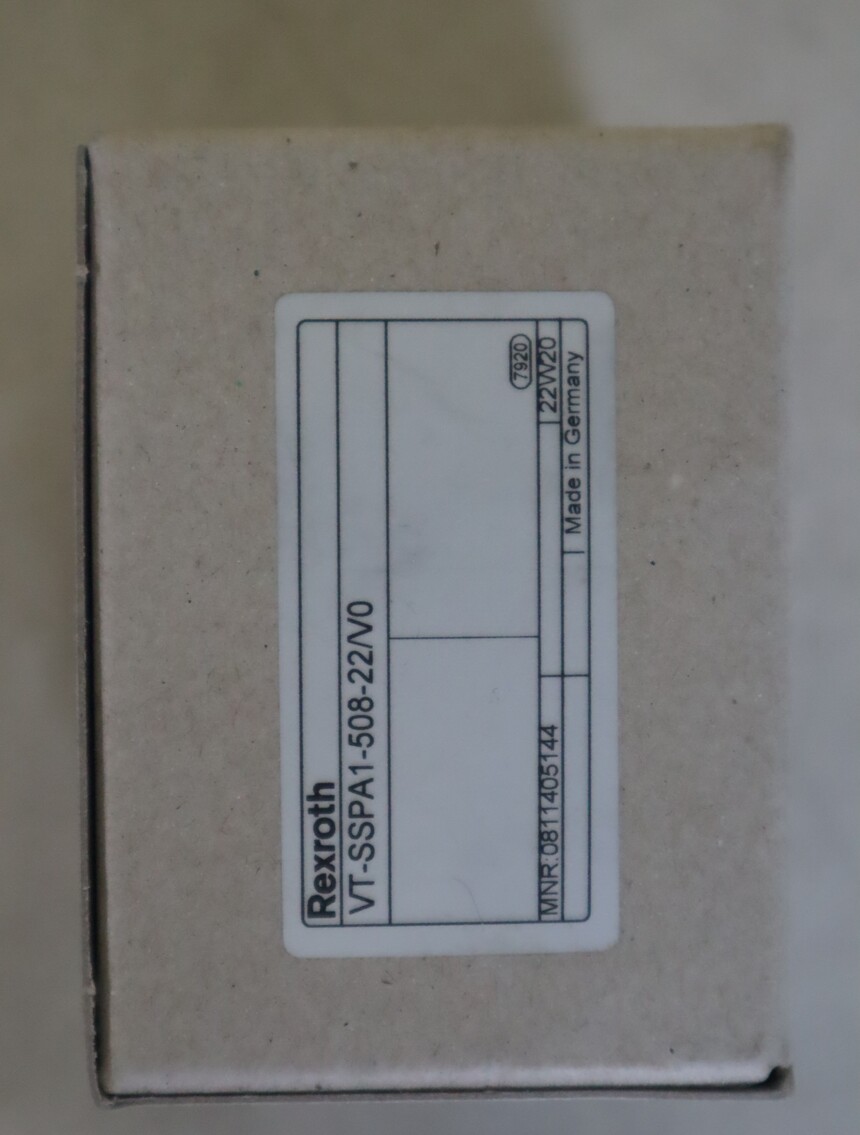 Rexroth
VT-SSPA1-508-22/V0
7920
MNR:0811405144
22W20
Made in Germany